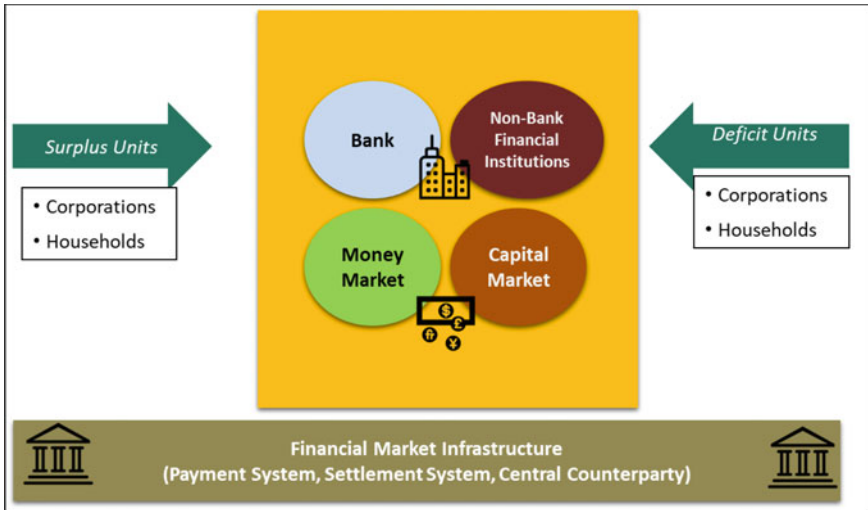 Surplus Units
• Corporations
• Households
Bank
Non-Bank
Financial
Institutions
Money
Market
Capital
Market
$
£
¥
Deficit Units
• Corporations
• Households
Financial Market Infrastructure
(Payment System, Settlement System, Central Counterparty)